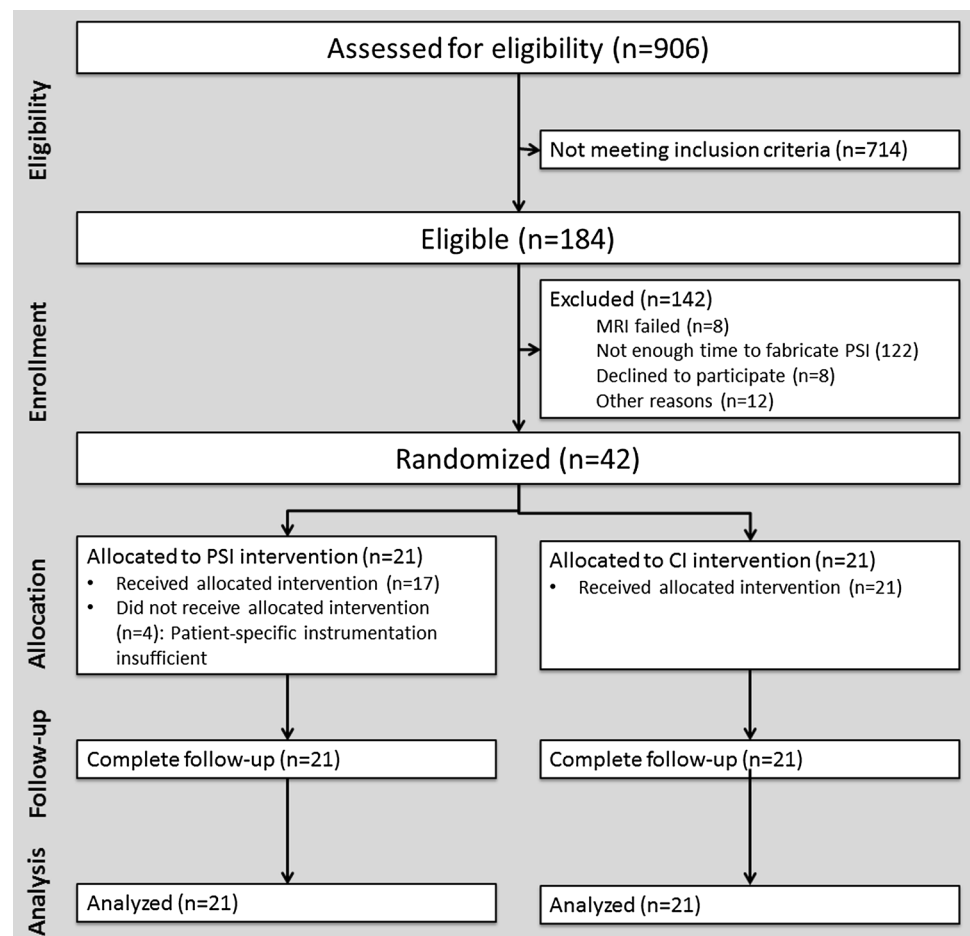 Eligibility
Assessed for eligibility (n=906)
Not meeting inclusion criteria (n=714)
Eligible (n=184)
Enrollment
Excluded (n=142)
MRI failed (n=8)
Not enough time to fabricate PSI (122)
Declined to participate (n=8)
Other reasons (n=12)
Randomized (n=42)
Allocation
Allocated to PSI intervention (n=21)
• Received allocated intervention (n=17)
• Did not receive allocated intervention
(n=4): Patient-specific instrumentation
insufficient
Allocated to CI intervention (n=21)
• Received allocated intervention (n=21)
Follow-up
Complete follow-up (n=21)
Complete follow-up (n=21)
Analysis
Analyzed (n=21)
Analyzed (n=21)